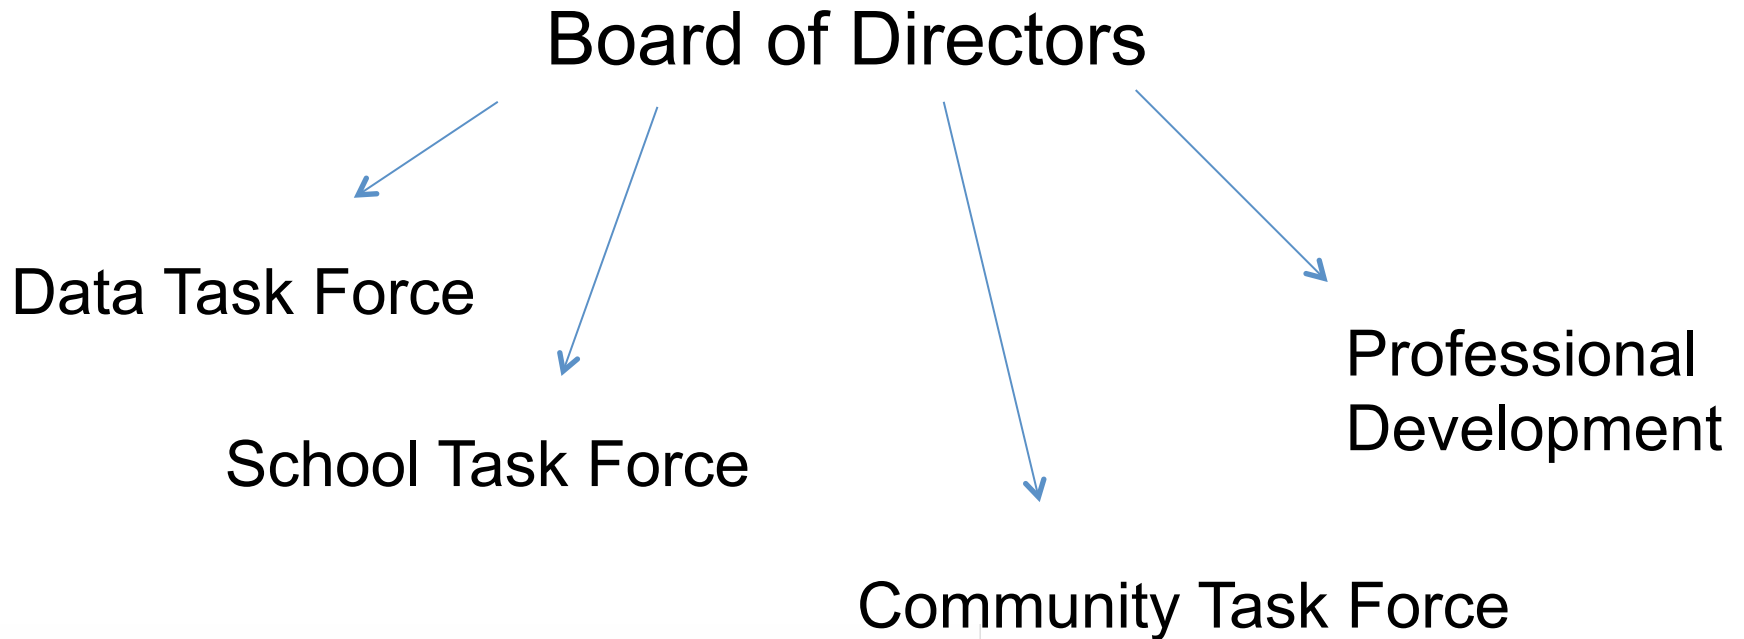 Board of Directors
Data Task Force
School Task Force
Professional
Development
Community Task Force